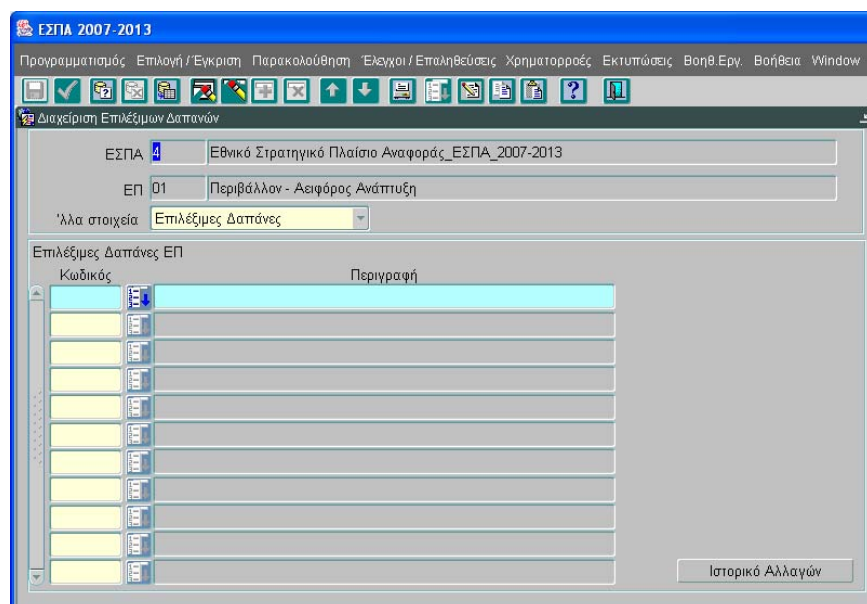 ΕΣΠΑ 2007-2013
Προγραμματισμός Επιλογή / Έγκριση Παρακολούθηση Έλεγχοι / Επαληθεύσεις Χρηματορροές Εκτυπώσεις Βοηθ.Εργ. Βοήθεια Window
Διαχείριση Επιλέξιμων Δαπανών
ΕΣΠΑ 4 Εθνικό Στρατηγικό Πλαίσιο Αναφοράς_ΕΣΠΑ_2007-2013
ΕΠ 01 Περιβάλλον - Αειφόρος Ανάπτυξη
'λλα στοιχεία Επιλέξιμες Δαπάνες
Επιλέξιμες Δαπάνες ΕΠ
Κωδικός Περιγραφή
Ιστορικό Αλλαγών